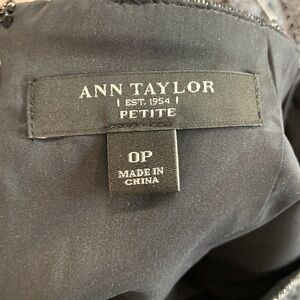 ANN TAYLOR
EST. 1954
PETITE
0P
MADE IN
CHINA